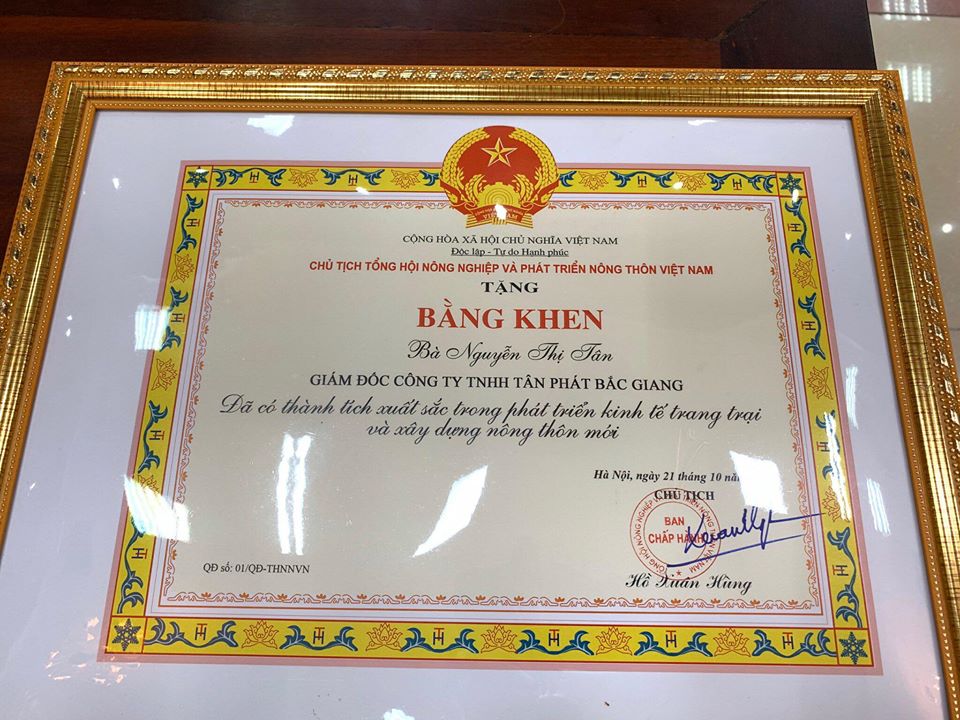 VIỆT NAM
CỘNG HÒA XÃ HỘI CHỦ NGHĨA VIỆT NAM
Độc lập - Tự do Hạnh phúc
CHỦ TỊCH TỔNG HỘI NÔNG NGHIỆP VÀ PHÁT TRIỂN NÔNG THÔN VIỆT NAM
TẶNG
BẰNG KHEN
Bà Nguyễn Thị Tân
GIÁM ĐỐC CÔNG TY TNHH TÂN PHÁT BẮC GIANG
Đã có thành tích xuất sắc trong phát triển kinh tế trang trại
và xây dựng nông thôn mới
Hà Nội, ngày 21 tháng 10
CHỦ TỊCH
BAN
CHẤP HÀNH
QĐ số: 01/QĐ-THNNVN
Hồ Xuân Hùng